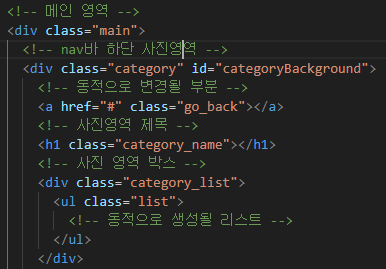 <!-- 메인 영역 -->
<div class="main">
<!-- nav바 하단 사진영역 -->
<div class="category" id="categoryBackground">
<!-- 동적으로 변경될 부분 -->
<a href="#" class="go_back"></a>
<!-- 사진영역 제목 -->
<h1 class="category_name"></h1>
<!-- 사진 영역 박스 -->
<div class="category_list">
<ul class="list">
<!-- 동적으로 생성될 리스트 -->
</ul>
</div>